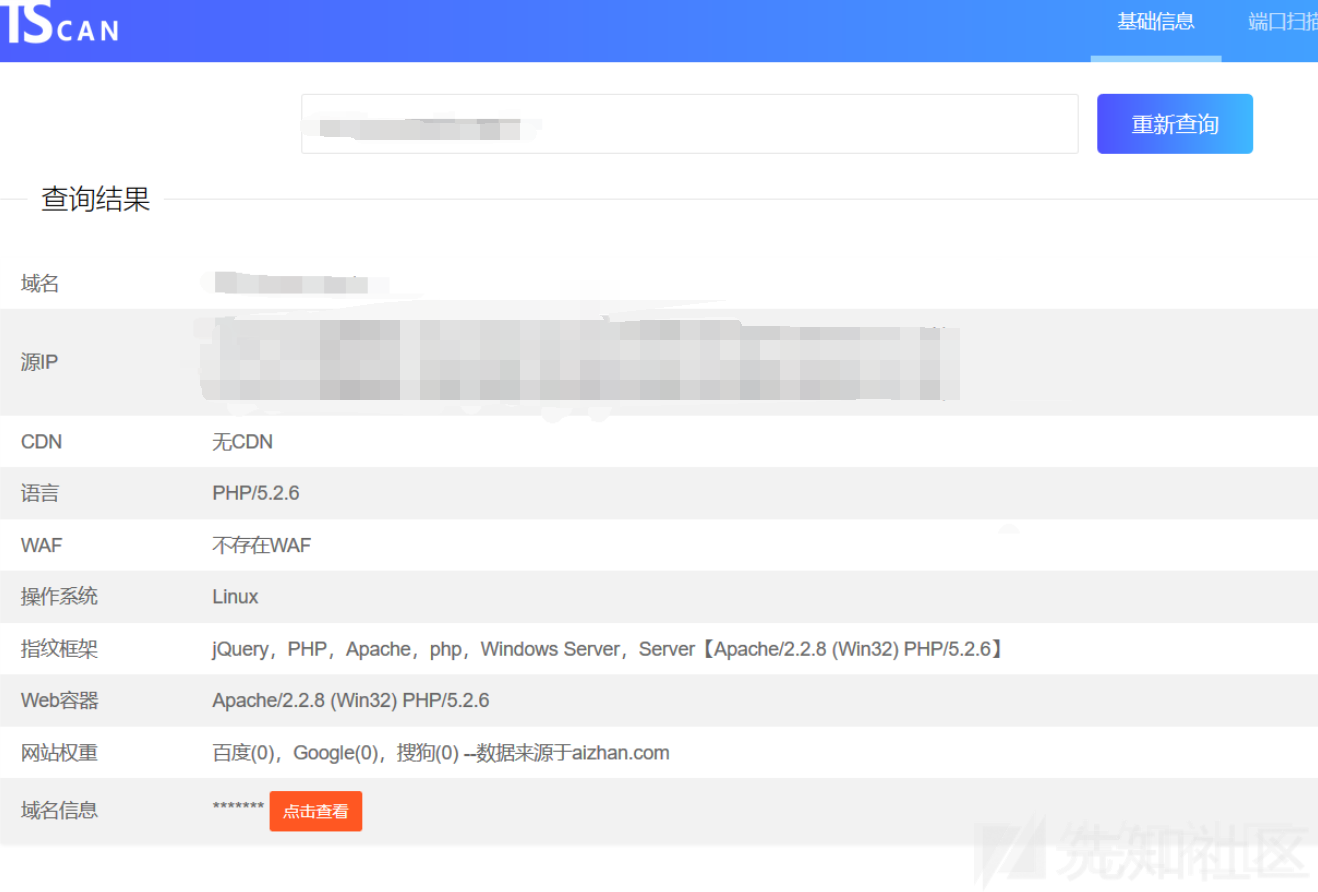 TSCAN
基础信息 端口扫描
重新查询
查询结果
域名
源IP
CDN 无CDN
语言 PHP/5.2.6
WAF 不存在WAF
操作系统 Linux
指纹框架 jQuery，PHP，Apache，php，Windows Server，Server【Apache/2.2.8 (Win32) PHP/5.2.6】
Web容器 Apache/2.2.8 (Win32) PHP/5.2.6
网站权重 百度(0)，Google(0)，搜狗(0) --数据来源于aizhan.com
域名信息 ******* 点击查看
先知社区